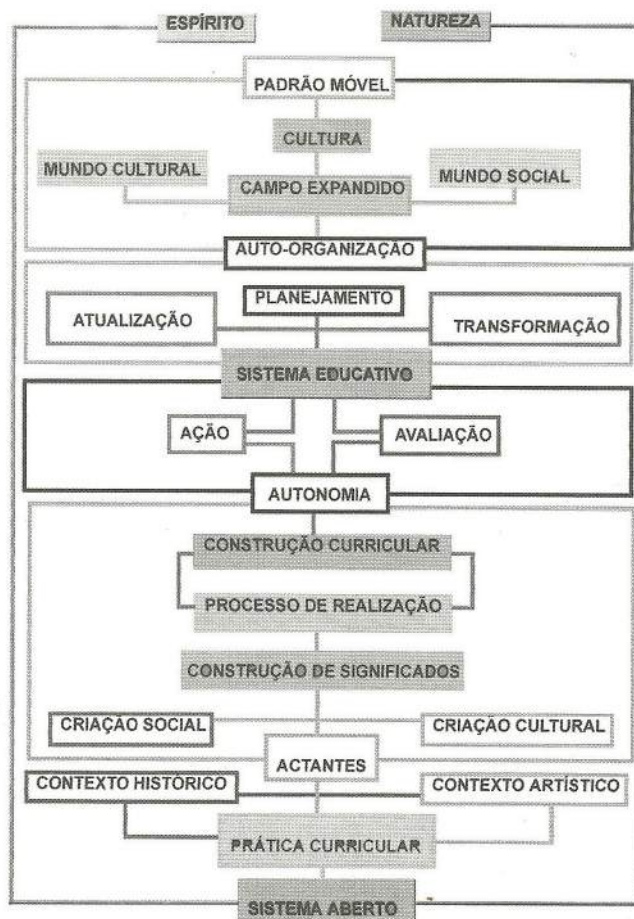 ESPÍRITO
NATUREZA
PADRÃO MÓVEL
CULTURA
MUNDO CULTURAL
MUNDO SOCIAL
CAMPO EXPANDIDO
AUTO-ORGANIZAÇÃO
PLANEJAMENTO
ATUALIZAÇÃO
TRANSFORMAÇÃO
SISTEMA EDUCATIVO
AÇÃO
AVALIAÇÃO
AUTONOMIA
CONSTRUÇÃO CURRICULAR
PROCESSO DE REALIZAÇÃO
CONSTRUÇÃO DE SIGNIFICADOS
CRIAÇÃO SOCIAL
CRIAÇÃO CULTURAL
ACTANTES
CONTEXTO HISTÓRICO
CONTEXTO ARTÍSTICO
PRÁTICA CURRICULAR
SISTEMA ABERTO